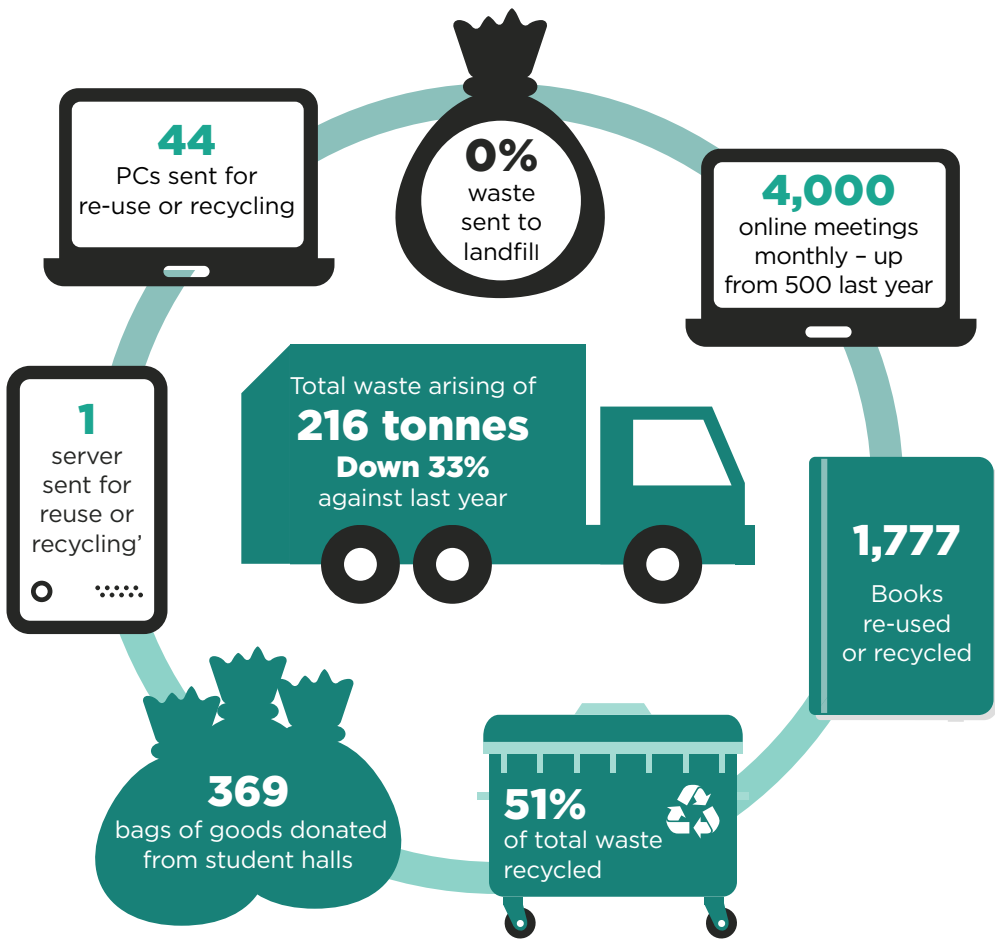 0%
waste
sent to
landfill
44
PCs sent for
re-use or recycling
4,000
online meetings
monthly – up
from 500 last year
Total waste arising of
216 tonnes
Down 33%
against last year
1
server
sent for
reuse or
recycling’
1,777
Books
re-used
or recycled
369
bags of goods donated
from student halls
51%
of total waste
recycled